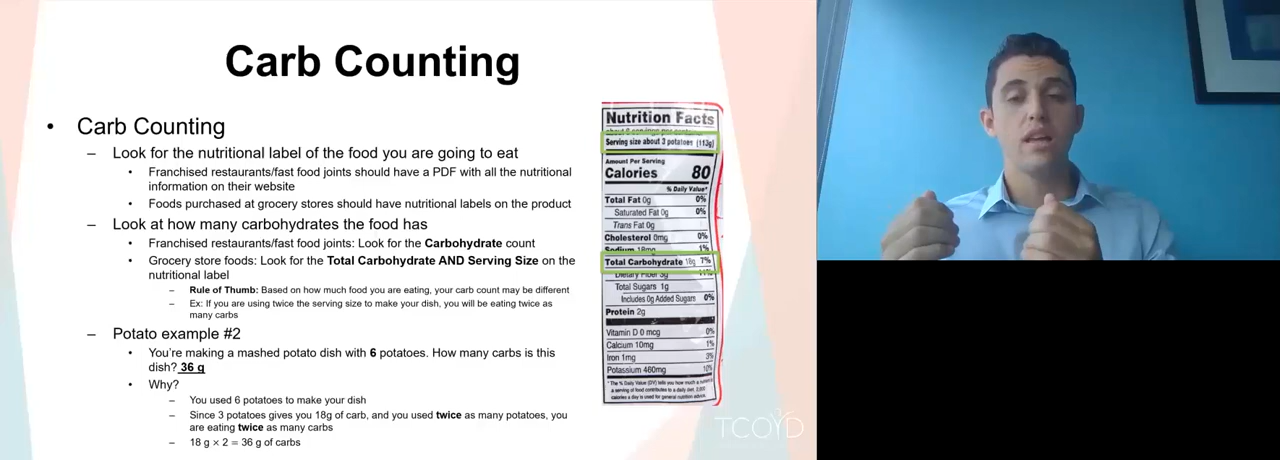 Carb Counting
• Carb Counting
– Look for the nutritional label of the food you are going to eat
• Franchised restaurants/fast food joints should have a PDF with all the nutritional
information on their website
• Foods purchased at grocery stores should have nutritional labels on the product
– Look at how many carbohydrates the food has
• Franchised restaurants/fast food joints: Look for the Carbohydrate count
• Grocery store foods: Look for the Total Carbohydrate AND Serving Size on the
nutritional label
– Rule of Thumb: Based on how much food you are eating, your carb count may be different
– Ex: If you are using twice the serving size to make your dish, you will be eating twice as
many carbs
– Potato example #2
• You're making a mashed potato dish with 6 potatoes. How many carbs is this
dish? 36 g
• Why?
– You used 6 potatoes to make your dish
– Since 3 potatoes gives you 18g of carb, and you used twice as many potatoes, you
are eating twice as many carbs
– 18 g × 2 = 36 g of carbs
Nutrition Facts
Serving size about 3 potatoes (113g)
Amount Per Serving
Calories 80
% Daily Value*
Total Fat 0g 0%
Saturated Fat 0g 0%
Trans Fat 0g
Cholesterol 0mg 0%
Sodium 18mg 1%
Total Carbohydrate 18g 7%
Dietary Fiber 3g 11%
Total Sugars 1g
Includes 0g Added Sugars 0%
Protein 2g
Vitamin D 0 mcg 0%
Calcium 10mg 1%
Iron 1mg 3%
Potassium 460mg 10%
TCOYD